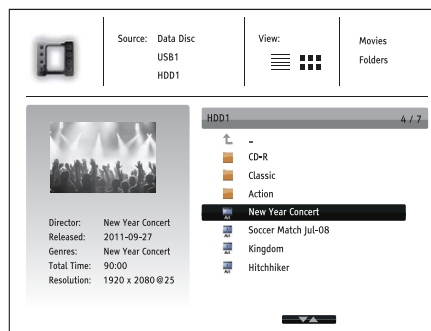 Source: Data Disc
USB1
HDD1
View:
Movies
Folders
HDD1 4 / 7
CD-R
Classic
Action
New Year Concert
Soccer Match Jul-08
Kingdom
Hitchhiker
Director: New Year Concert
Released: 2011-09-27
Genres: New Year Concert
Total Time: 90:00
Resolution: 1920 x 2080@25